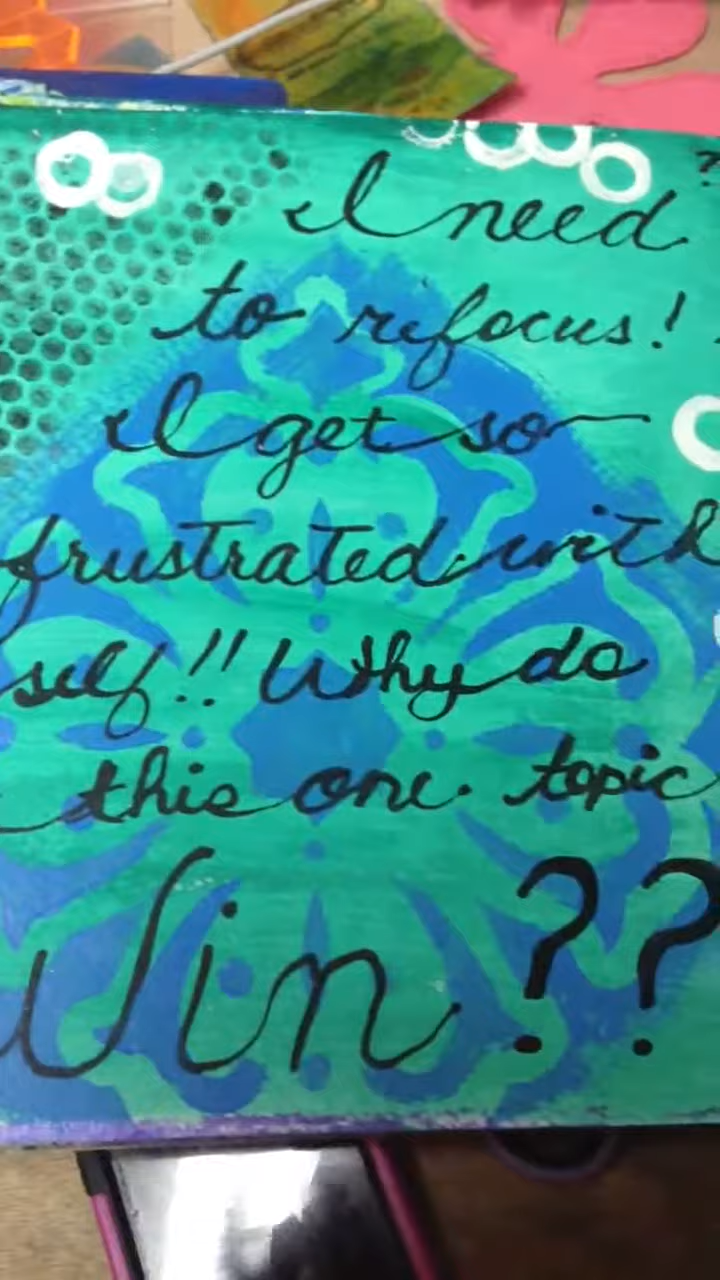 ?
I need
to refocus!
I get so
frustrated with
self!! Why do
this one topic
Win??